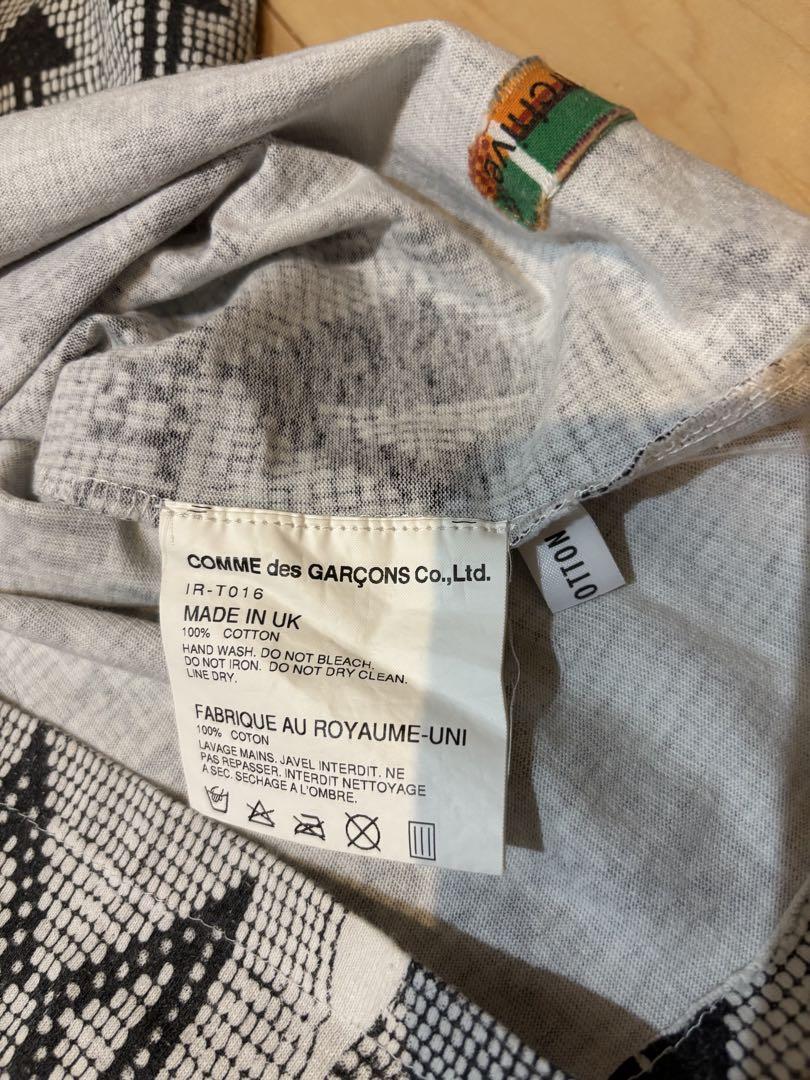 COMME des GARÇONS Co.,Ltd.
IR-T016
MADE IN UK
100% COTTON
HAND WASH. DO NOT BLEACH.
DO NOT IRON. DO NOT DRY CLEAN.
LINE DRY.
FABRIQUE AU ROYAUME-UNI
100% COTON
LAVAGE MAINS. JAVEL INTERDIT. NE
PAS REPASSER. INTERDIT NETTOYAGE
A SEC. SECHAGE A L'OMBRE.
OTTON